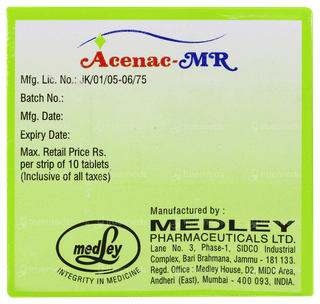 Acenac-MR
Mfg. Lic. No.: JK/01/05-06/75
Batch No.:
Mfg. Date:
Expiry Date:
Max. Retail Price Rs.
per strip of 10 tablets
(Inclusive of all taxes)
Manufactured by :
MEDLEY
PHARMACEUTICALS LTD.
Lane No. 3, Phase-1, SIDCO Industrial
Complex, Bari Brahmana, Jammu - 181 133.
Regd. Office : Medley House, D2, MIDC Area,
Andheri (East), Mumbai 400 093, INDIA.
medley
INTEGRITY IN MEDICINE